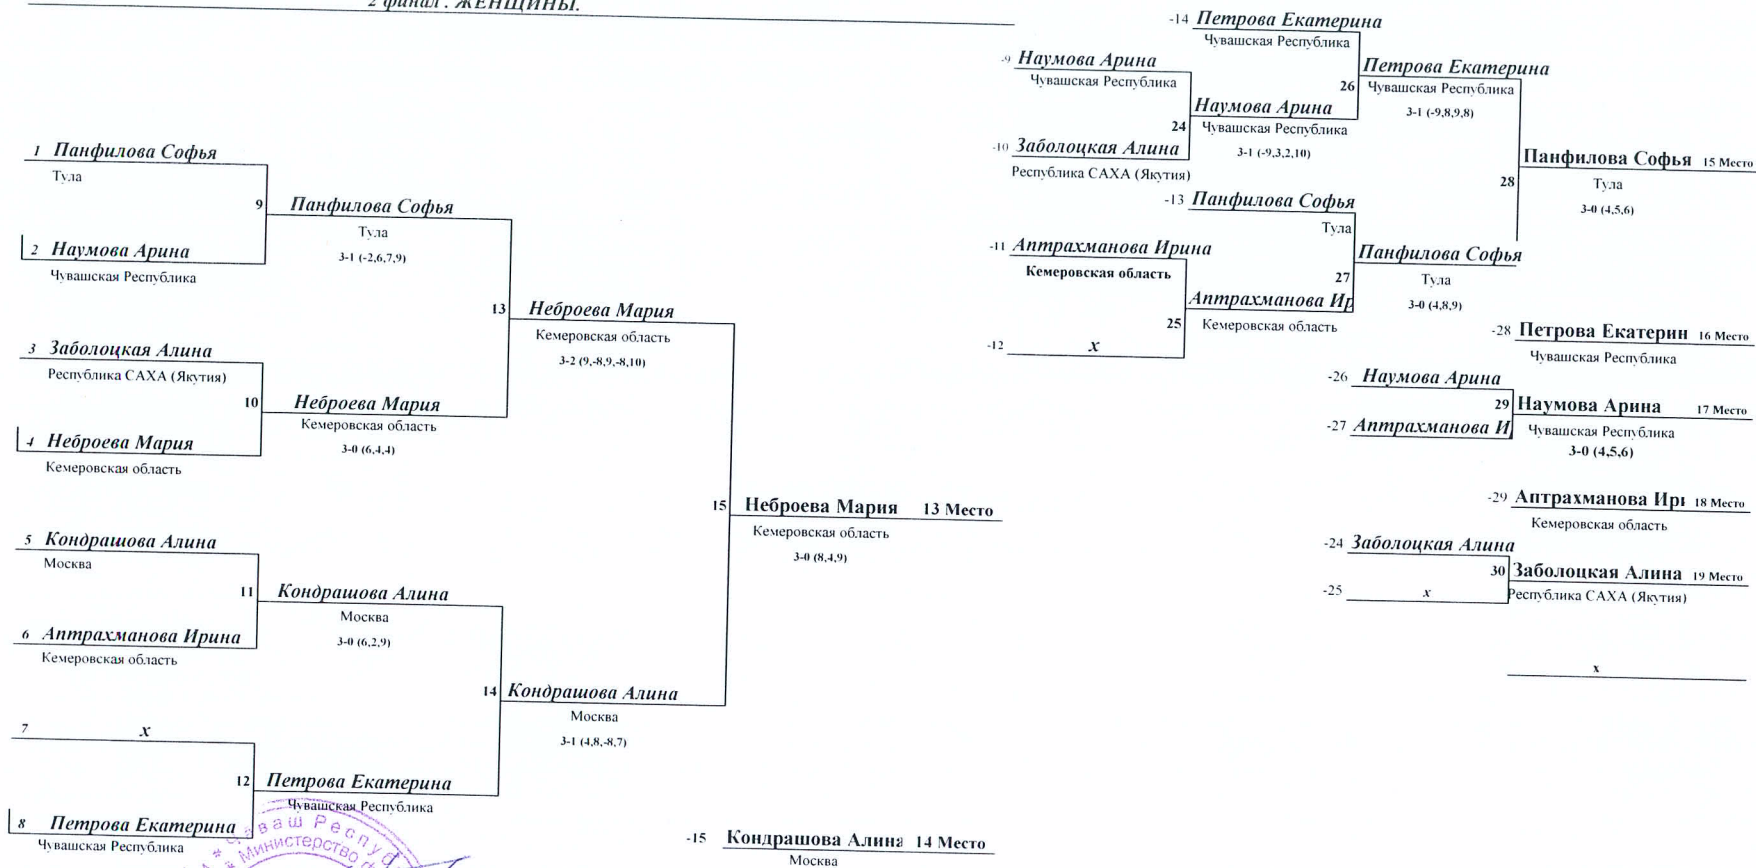 2 финал . ЖЕНЩИНЫ.
1 Панфилова Софья
Тула
9
2 Наумова Арина
Чувашская Республика
Панфилова Софья
Тула
3-1 (-2,6,7,9)
3 Заболоцкая Алина
Республика САХА (Якутия)
10
4 Неброева Мария
Кемеровская область
Неброева Мария
Кемеровская область
3-0 (6,4,4)
13
Неброева Мария
Кемеровская область
3-2 (9,-8,9,-8,10)
5 Кондрашова Алина
Москва
11
6 Аптрахманова Ирина
Кемеровская область
Кондрашова Алина
Москва
3-0 (6,2,9)
7 х
12
8 Петрова Екатерина
Чувашская Республика
Петрова Екатерина
Чувашская Республика
14
Кондрашова Алина
Москва
3-1 (4,8,-8,7)
15
Неброева Мария 13 Место
Кемеровская область
3-0 (8,4,9)
-15 Кондрашова Алина 14 Место
Москва
-14 Петрова Екатерина
Чувашская Республика
-9 Наумова Арина
Чувашская Республика
24
-10 Заболоцкая Алина
Республика САХА (Якутия)
Наумова Арина
Чувашская Республика
3-1 (-9,3,2,10)
26
Петрова Екатерина
Чувашская Республика
3-1 (-9,8,9,8)
-13 Панфилова Софья
Тула
-11 Аптрахманова Ирина
Кемеровская область
25
-12 х
Аптрахманова Ир
Кемеровская область
27
Панфилова Софья
Тула
3-0 (4,8,9)
28
Панфилова Софья 15 Место
Тула
3-0 (4,5,6)
-28 Петрова Екатерин 16 Место
Чувашская Республика
-26 Наумова Арина
29
-27 Аптрахманова И
Наумова Арина 17 Место
Чувашская Республика
3-0 (4,5,6)
-29 Аптрахманова Ири 18 Место
Кемеровская область
-24 Заболоцкая Алина
30
-25 х
Заболоцкая Алина 19 Место
Республика САХА (Якутия)
х
ваш Респуб
Министерство